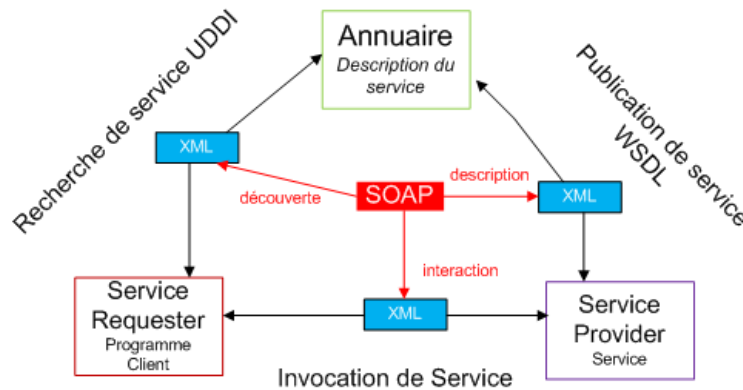 Annuaire
Description du
service
Recherche de service UDDI
Publication de service
WSDL
XML
découverte
SOAP
description
XML
interaction
Service
Requester
Programme
Client
XML
Service
Provider
Service
Invocation de Service